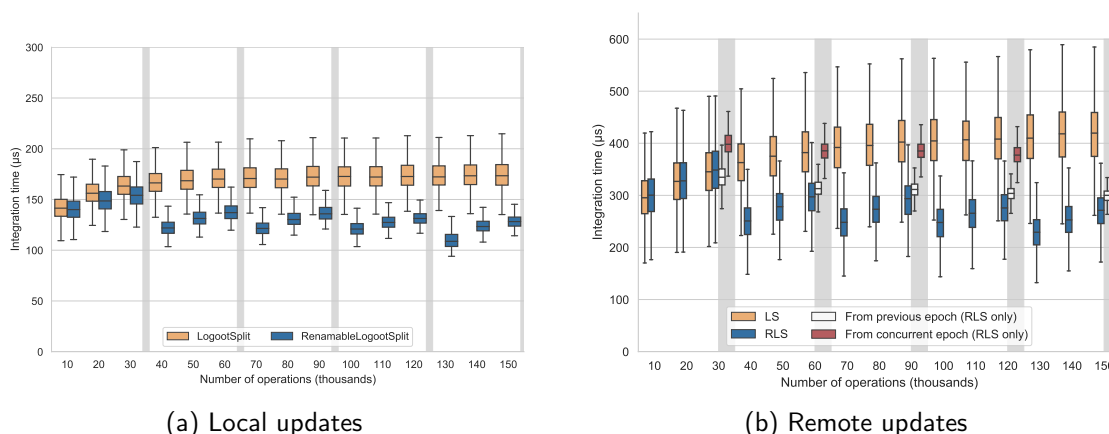 300
250
200
150
100
50
0
Integration time (µs)
LogootSplit
RenamableLogootSplit
10 20 30 40 50 60 70 80 90 100 110 120 130 140 150
Number of operations (thousands)
(a) Local updates
600
500
400
300
200
300
0
Integration time (µs)
LS
RLS
From previous epoch (RLS only)
From concurrent epoch (RLS only)
10 20 30 40 50 60 70 80 90 100 110 120 130 140 150
Number of operations (thousands)
(b) Remote updates